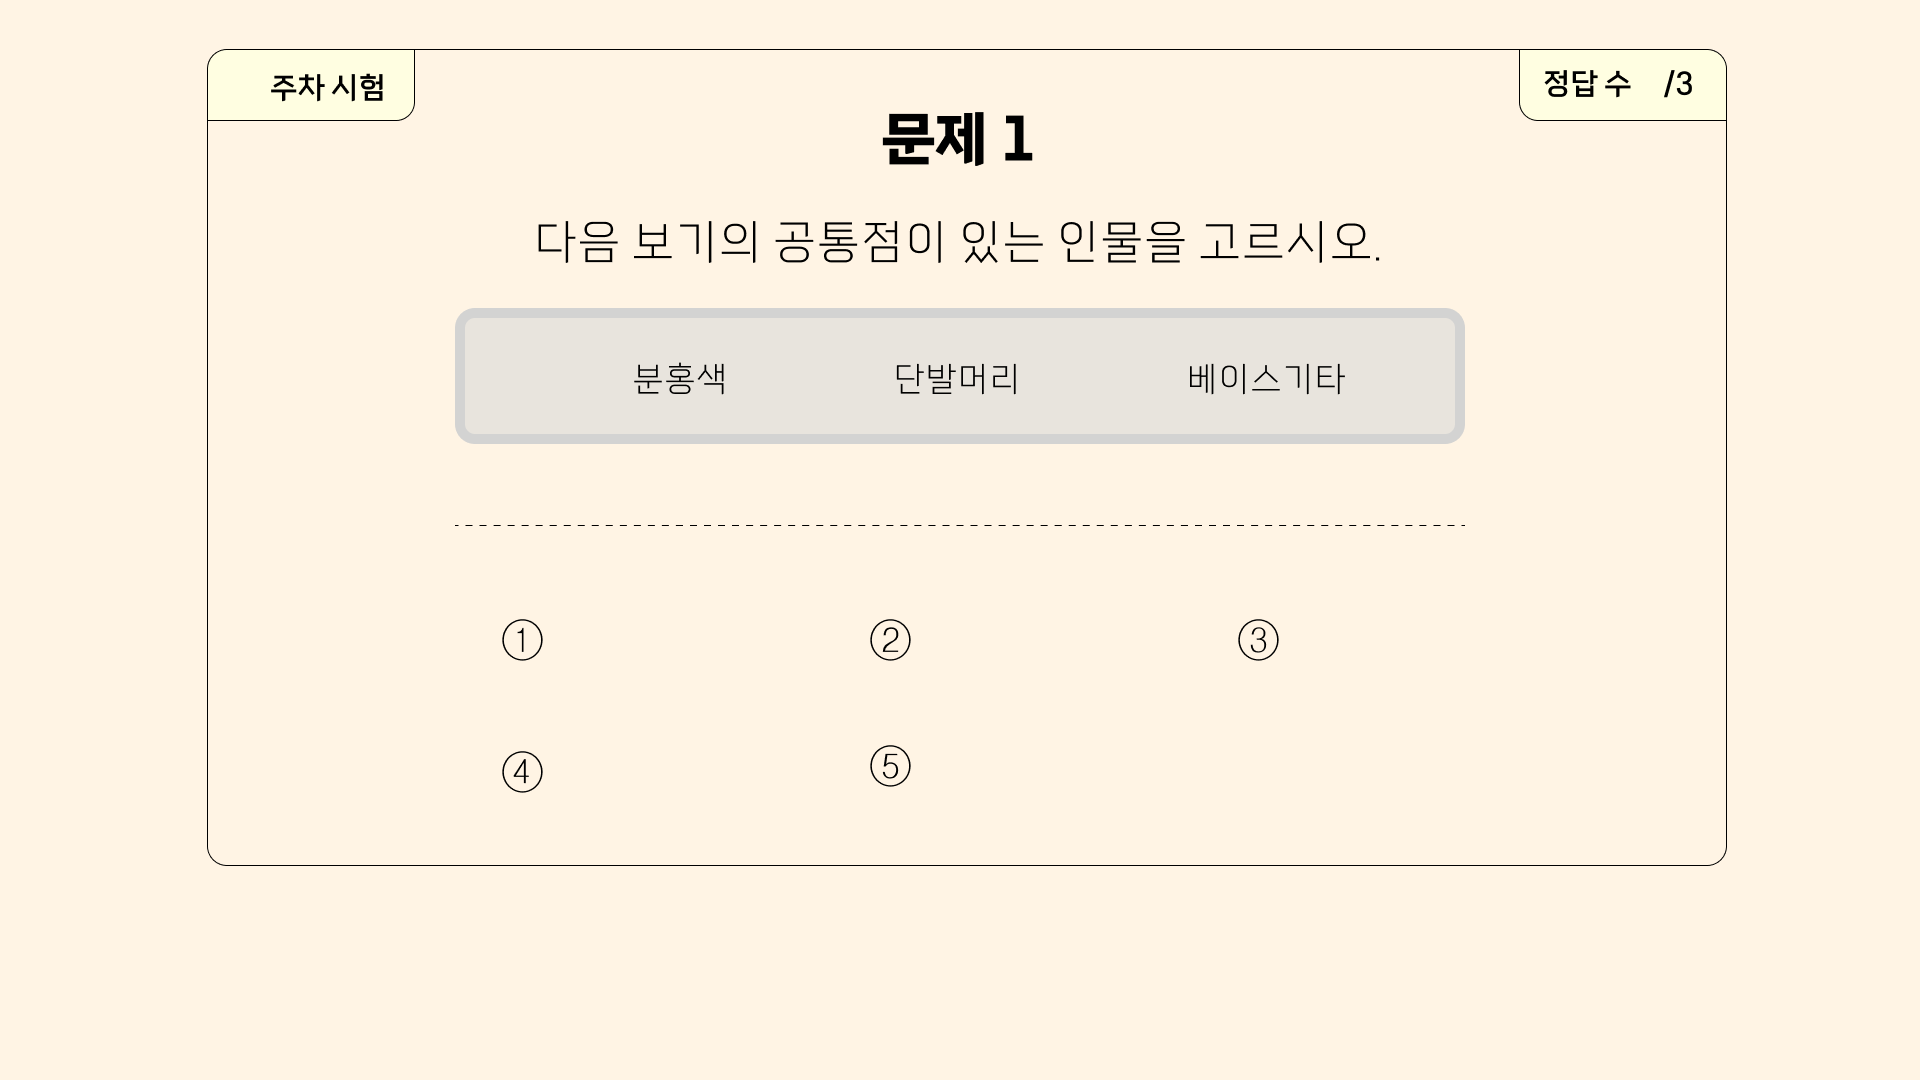 주차 시험
정답 수 /3
문제 1
다음 보기의 공통점이 있는 인물을 고르시오.
분홍색 단발머리 베이스기타
① ② ③
④ ⑤